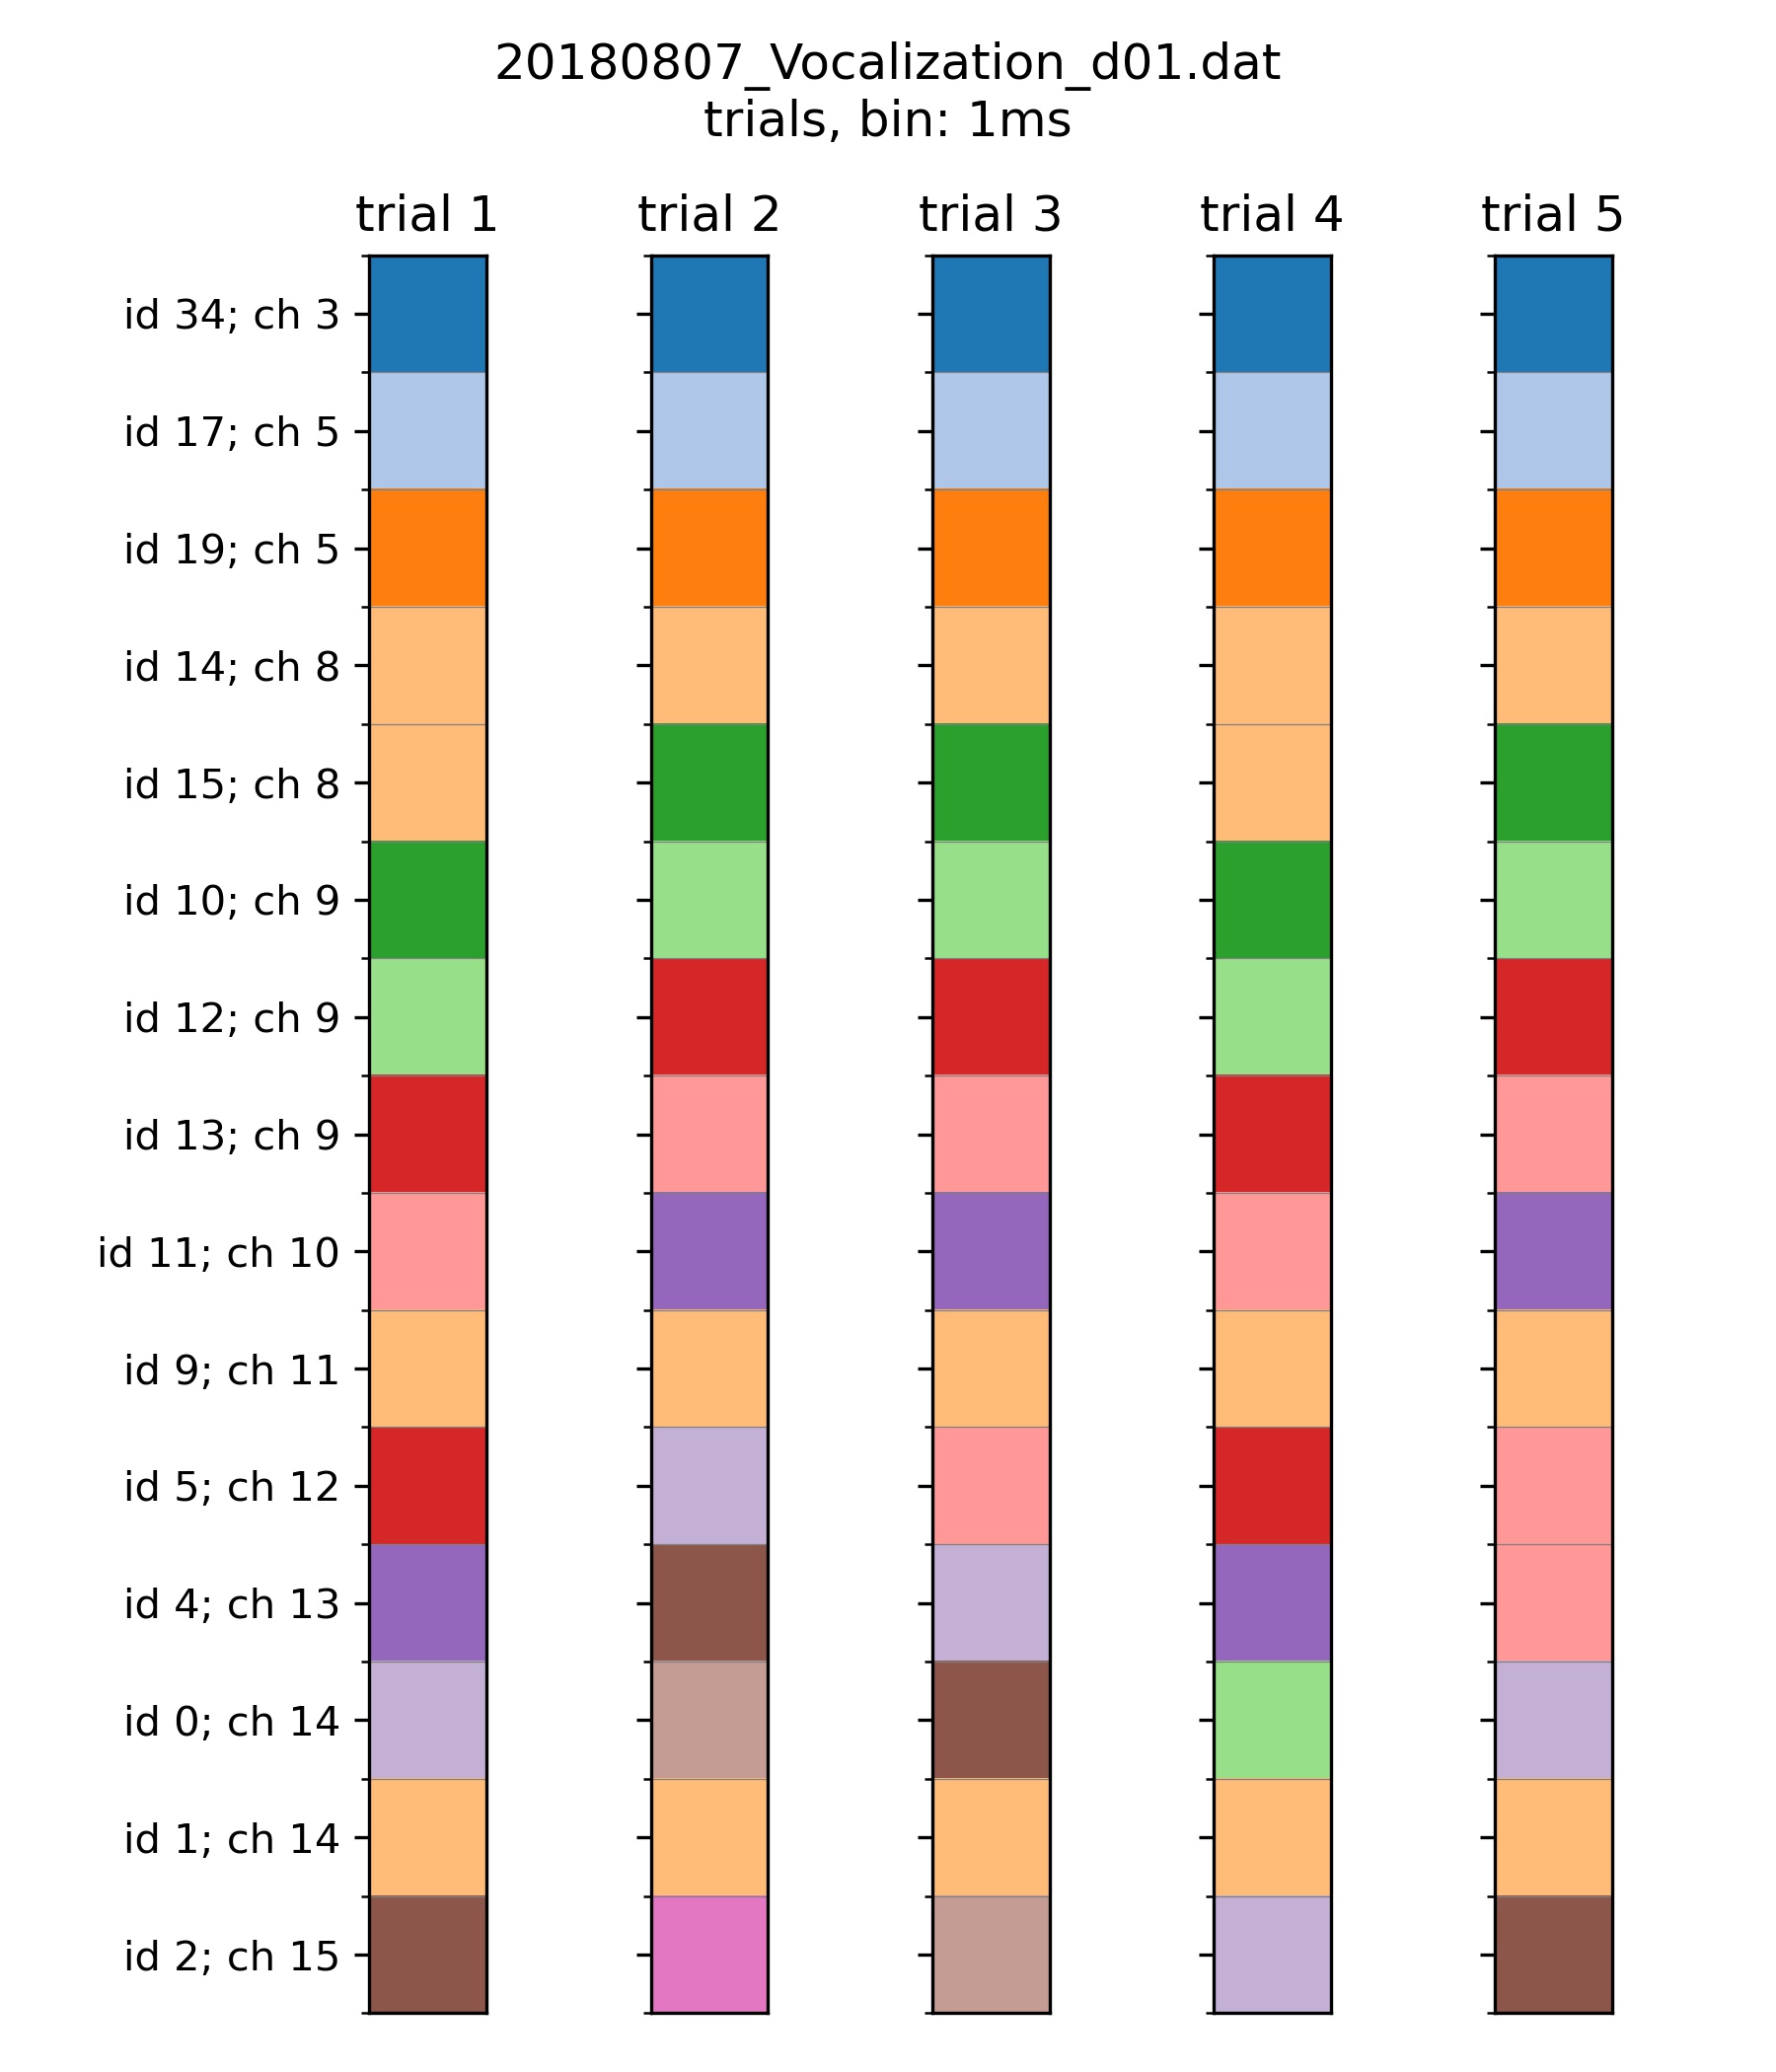 20180807_Vocalization_d01.dat
trials, bin: 1ms
trial 1 trial 2 trial 3 trial 4 trial 5
id 34; ch 3
id 17; ch 5
id 19; ch 5
id 14; ch 8
id 15; ch 8
id 10; ch 9
id 12; ch 9
id 13; ch 9
id 11; ch 10
id 9; ch 11
id 5; ch 12
id 4; ch 13
id 0; ch 14
id 1; ch 14
id 2; ch 15